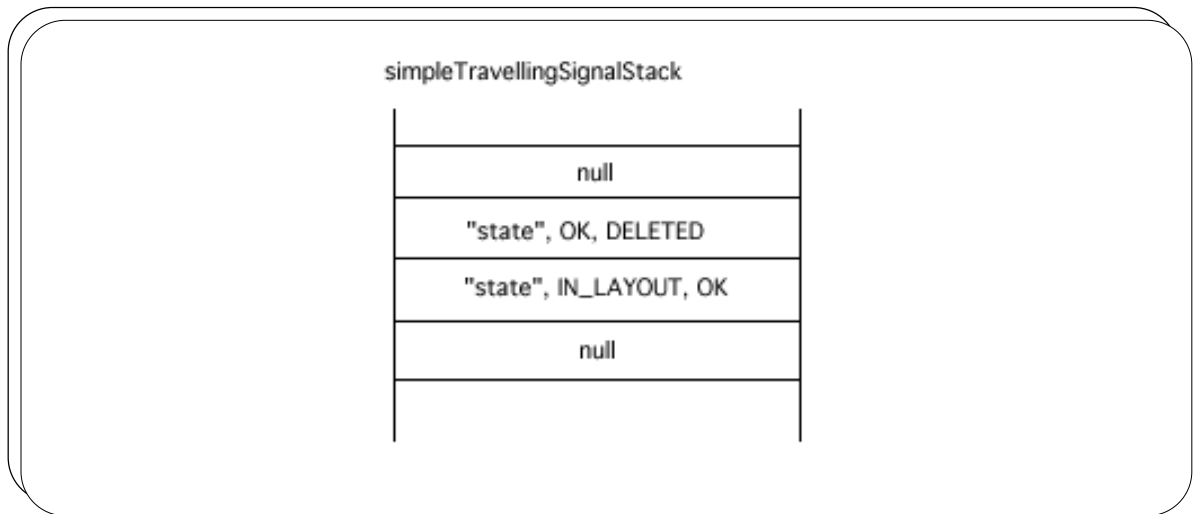 simpleTravellingSignalStack
null
"state", OK, DELETED
"state", IN_LAYOUT, OK
null